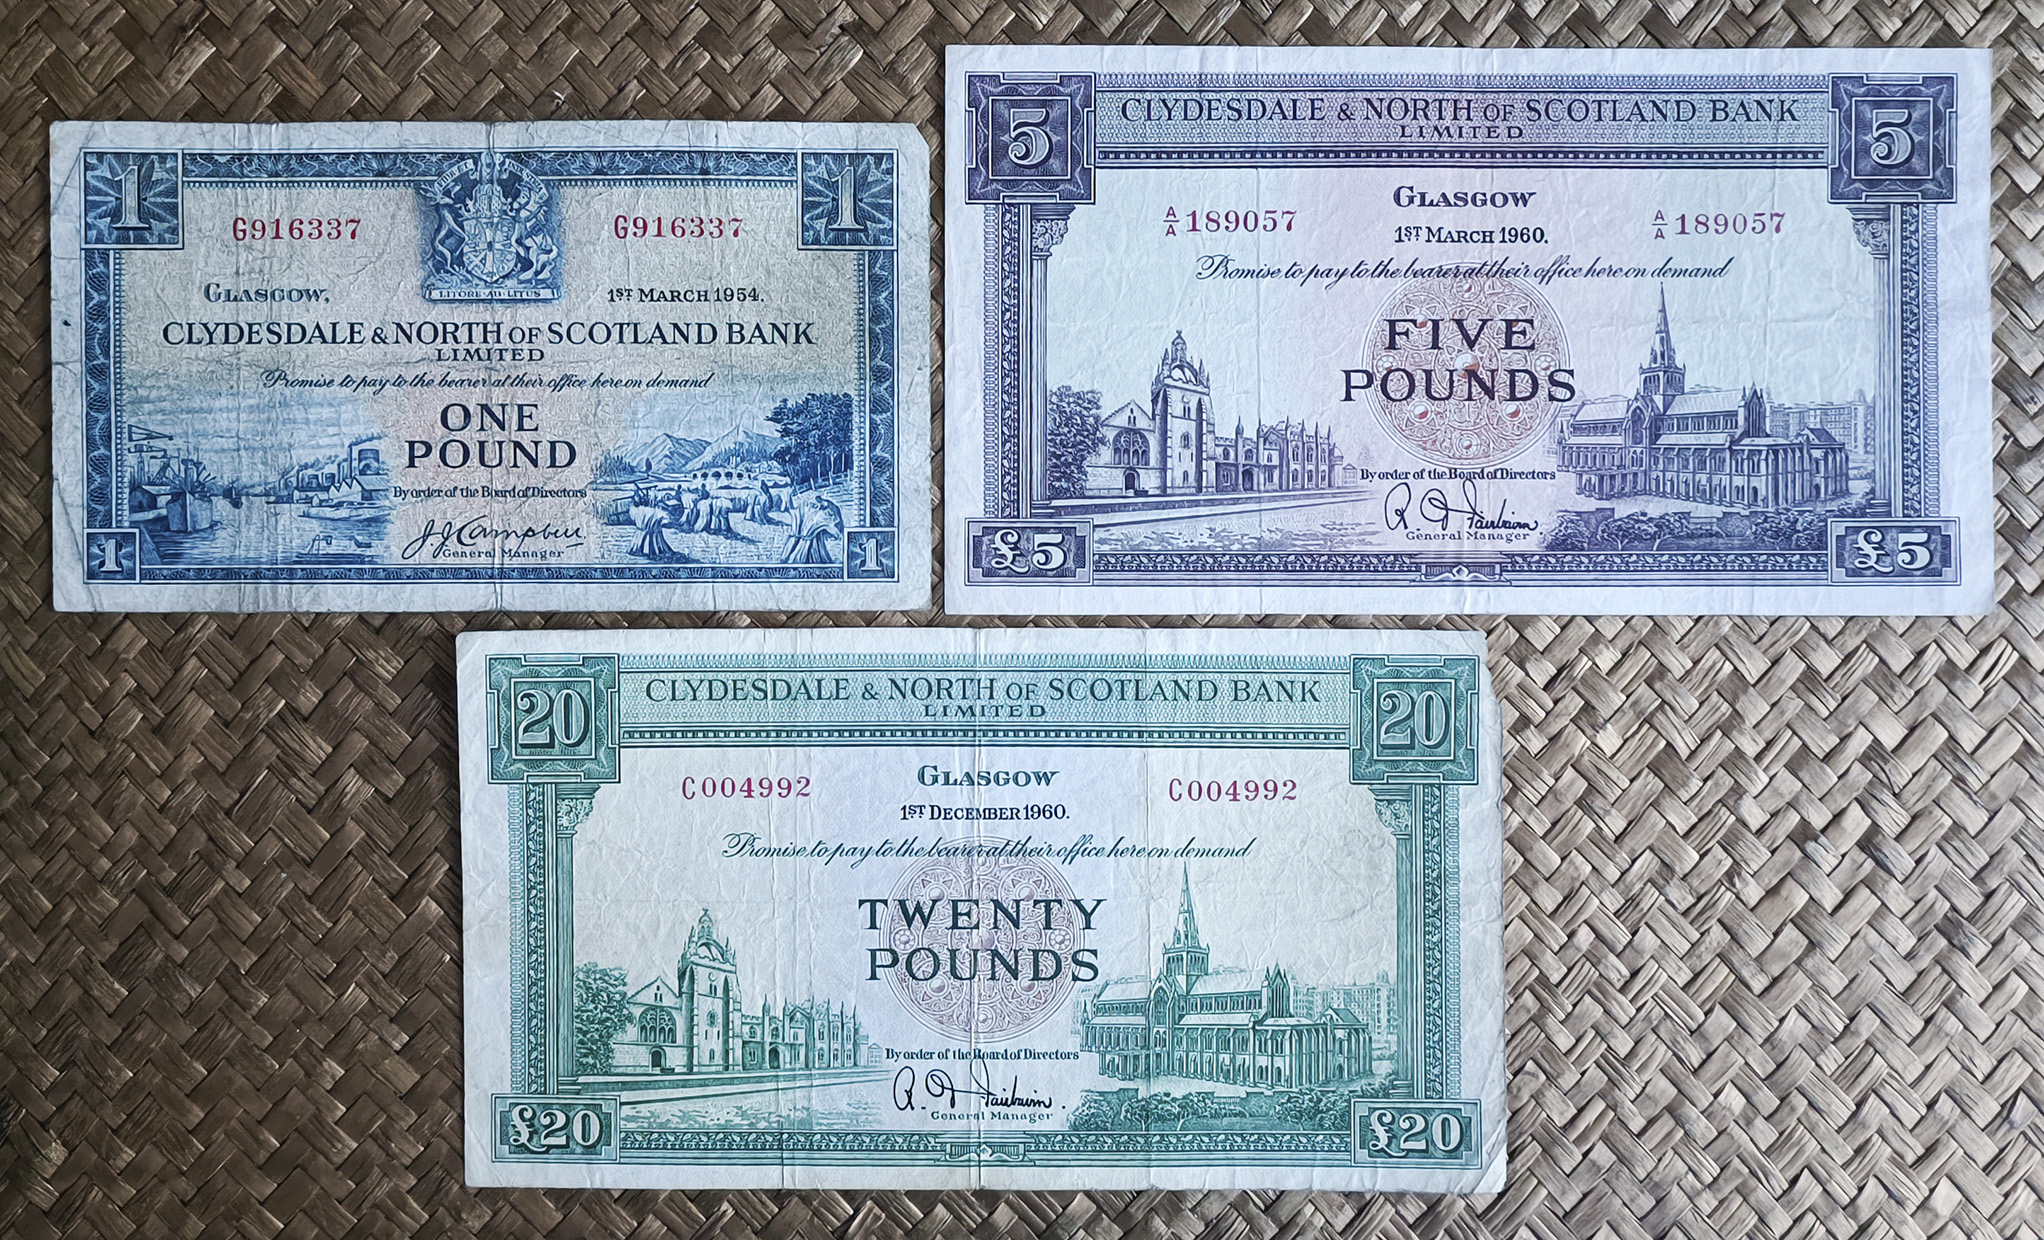 1 1
G916337 G916337
LITORE AD LITUS
GLASGOW, 1ST MARCH 1954.
CLYDESDALE & NORTH OF SCOTLAND BANK
LIMITED
Promise to pay to the bearer at their office here on demand
ONE
POUND
By order of the Board of Directors
J.J. Campbell.
General Manager
1 1
5 CLYDESDALE & NORTH OF SCOTLAND BANK 5
LIMITED
GLASGOW
A/A 189057 A/A 189057
1ST MARCH 1960.
Promise to pay to the bearer at their office here on demand
FIVE
POUNDS
By order of the Board of Directors
R. D. Fairbairn.
General Manager
£5 £5
20 CLYDESDALE & NORTH OF SCOTLAND BANK 20
LIMITED
GLASGOW
C004992 C004992
1ST DECEMBER 1960.
Promise to pay to the bearer at their office here on demand
TWENTY
POUNDS
By order of the Board of Directors
R. D. Fairbairn.
General Manager
£20 £20